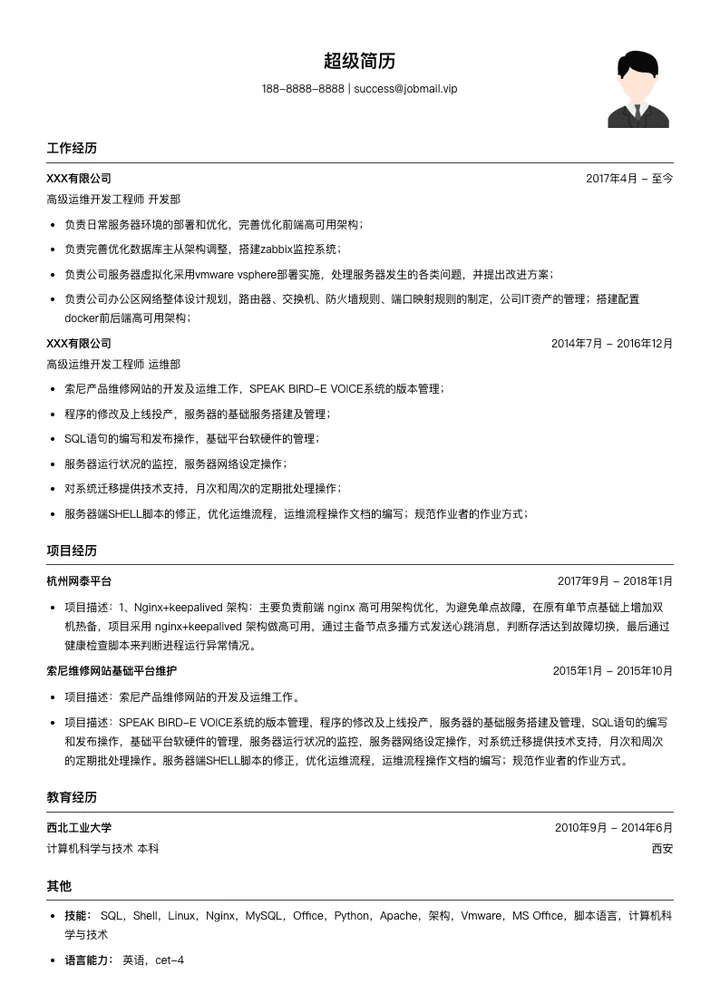 超级简历
188-8888-8888 | success@jobmail.vip
工作经历
XXX有限公司 2017年4月 – 至今
高级运维开发工程师 开发部
• 负责日常服务器环境的部署和优化，完善优化前端高可用架构；
• 负责完善优化数据库主从架构调整，搭建zabbix监控系统；
• 负责公司服务器虚拟化采用vmware vsphere部署实施，处理服务器发生的各类问题，并提出改进方案；
• 负责公司办公区网络整体设计规划，路由器、交换机、防火墙规则、端口映射规则的制定，公司IT资产的管理；搭建配置
docker前后端高可用架构；
XXX有限公司 2014年7月 – 2016年12月
高级运维开发工程师 运维部
• 索尼产品维修网站的开发及运维工作，SPEAK BIRD-E VOICE系统的版本管理；
• 程序的修改及上线投产，服务器的基础服务搭建及管理；
• SQL语句的编写和发布操作，基础平台软硬件的管理；
• 服务器运行状况的监控，服务器网络设定操作；
• 对系统迁移提供技术支持，月次和周次的定期批处理操作；
• 服务器端SHELL脚本的修正，优化运维流程，运维流程操作文档的编写；规范作业者的作业方式；
项目经历
杭州网泰平台 2017年9月 – 2018年1月
• 项目描述：1、Nginx+keepalived 架构：主要负责前端 nginx 高可用架构优化，为避免单点故障，在原有单节点基础上增加双
机热备，项目采用 nginx+keepalived 架构做高可用，通过主备节点多播方式发送心跳消息，判断存活达到故障切换，最后通过
健康检查脚本来判断进程运行异常情况。
索尼维修网站基础平台维护 2015年1月 – 2015年10月
• 项目描述：索尼产品维修网站的开发及运维工作。
• 项目描述：SPEAK BIRD-E VOICE系统的版本管理，程序的修改及上线投产，服务器的基础服务搭建及管理，SQL语句的编写
和发布操作，基础平台软硬件的管理，服务器运行状况的监控，服务器网络设定操作，对系统迁移提供技术支持，月次和周次
的定期批处理操作。服务器端SHELL脚本的修正，优化运维流程，运维流程操作文档的编写；规范作业者的作业方式。
教育经历
西北工业大学 2010年9月 – 2014年6月
计算机科学与技术 本科 西安
其他
• 技能： SQL，Shell，Linux，Nginx，MySQL，Office，Python，Apache，架构，Vmware，MS Office，脚本语言，计算机科
学与技术
• 语言能力： 英语，cet-4